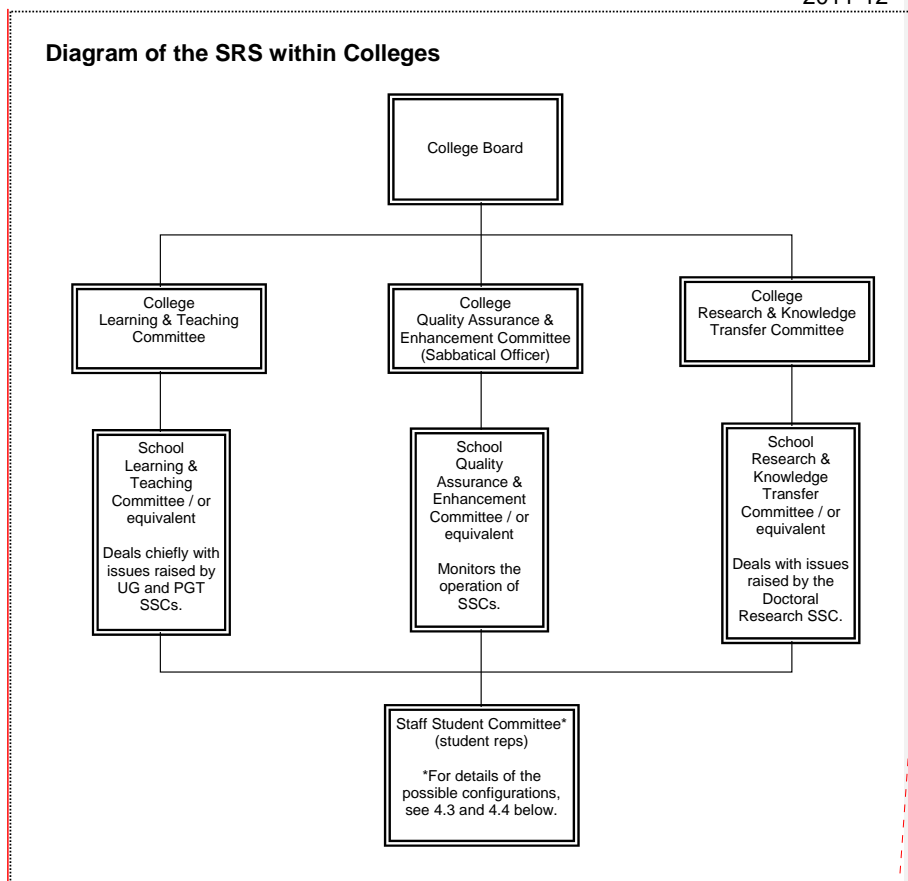 2011-12
Diagram of the SRS within Colleges
College Board
College
Learning & Teaching
Committee
College
Quality Assurance &
Enhancement Committee
(Sabbatical Officer)
College
Research & Knowledge
Transfer Committee
School
Learning &
Teaching
Committee / or
equivalent
Deals chiefly with
issues raised by
UG and PGT
SSCs.
School
Quality
Assurance &
Enhancement
Committee / or
equivalent
Monitors the
operation of
SSCs.
School
Research &
Knowledge
Transfer
Committee / or
equivalent
Deals with issues
raised by the
Doctoral
Research SSC.
Staff Student Committee*
(student reps)
*For details of the
possible configurations,
see 4.3 and 4.4 below.